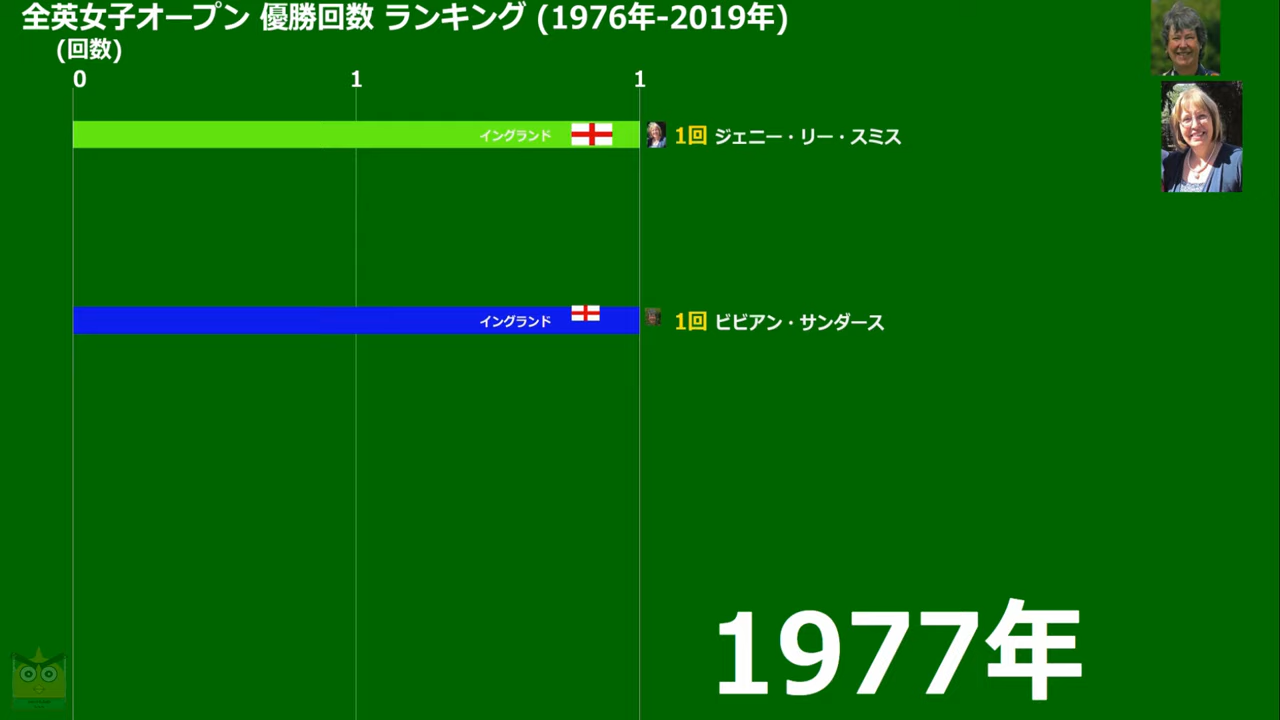 全英女子オープン 優勝回数 ランキング (1976年-2019年)
(回数)
0 1 1
イングランド 1回 ジェニー・リー・スミス
イングランド 1回 ビビアン・サンダース
1977年